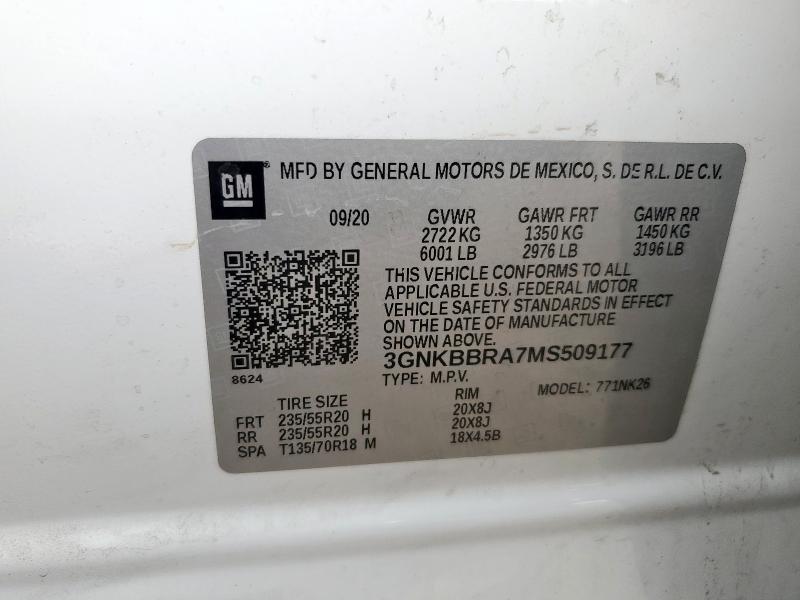 GM ® MFD BY GENERAL MOTORS DE MEXICO, S. DE R.L. DE C.V.
09/20 GVWR GAWR FRT GAWR RR
2722 KG 1350 KG 1450 KG
6001 LB 2976 LB 3196 LB
THIS VEHICLE CONFORMS TO ALL
APPLICABLE U.S. FEDERAL MOTOR
VEHICLE SAFETY STANDARDS IN EFFECT
ON THE DATE OF MANUFACTURE
SHOWN ABOVE.
3GNKBBRA7MS509177
8624
TYPE: M.P.V. MODEL: 771NK26
TIRE SIZE RIM
FRT 235/55R20 H 20X8J
RR 235/55R20 H 20X8J
SPA T135/70R18 M 18X4.5B